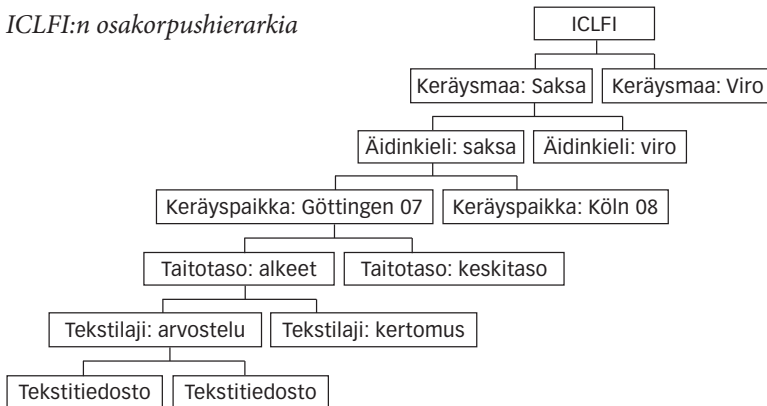 ICLFI:n osakorpushierarkia
ICLFI
Keräysmaa: Saksa
Keräysmaa: Viro
Äidinkieli: saksa
Äidinkieli: viro
Keräyspaikka: Göttingen 07
Keräyspaikka: Köln 08
Taitotaso: alkeet
Taitotaso: keskitaso
Tekstilaji: arvostelu
Tekstilaji: kertomus
Tekstitiedosto
Tekstitiedosto